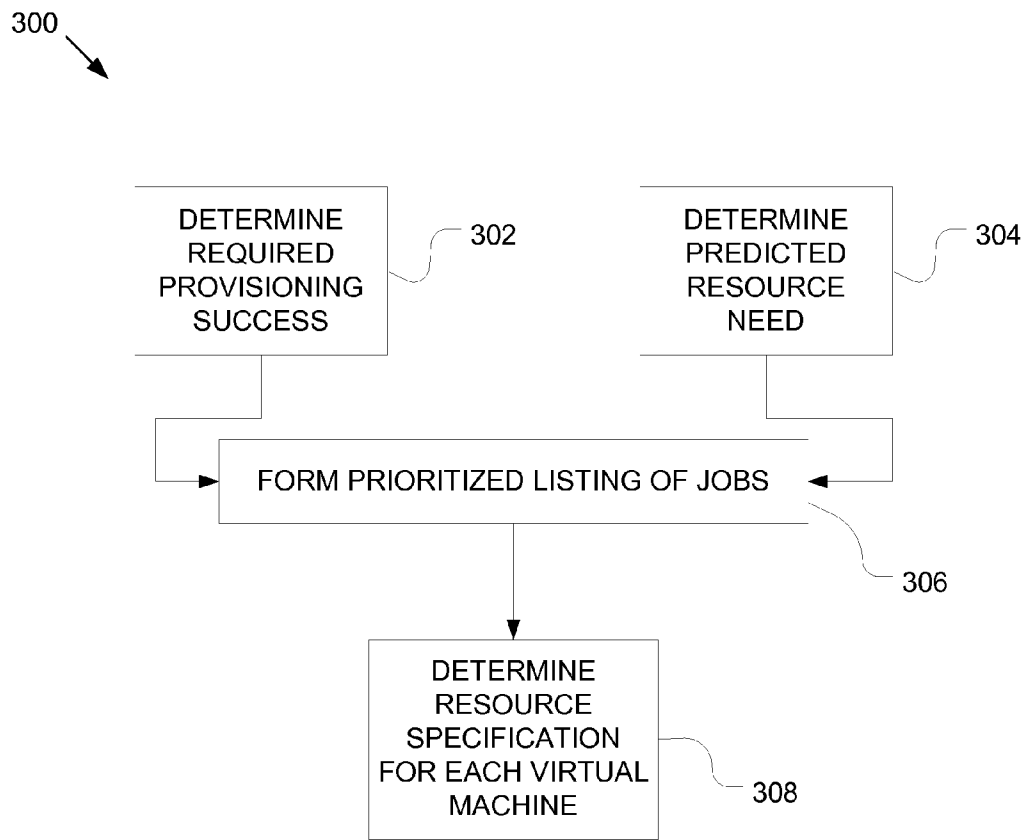 300
DETERMINE
REQUIRED
PROVISIONING
SUCCESS
302
DETERMINE
PREDICTED
RESOURCE
NEED
304
FORM PRIORITIZED LISTING OF JOBS
306
DETERMINE
RESOURCE
SPECIFICATION
FOR EACH VIRTUAL
MACHINE
308